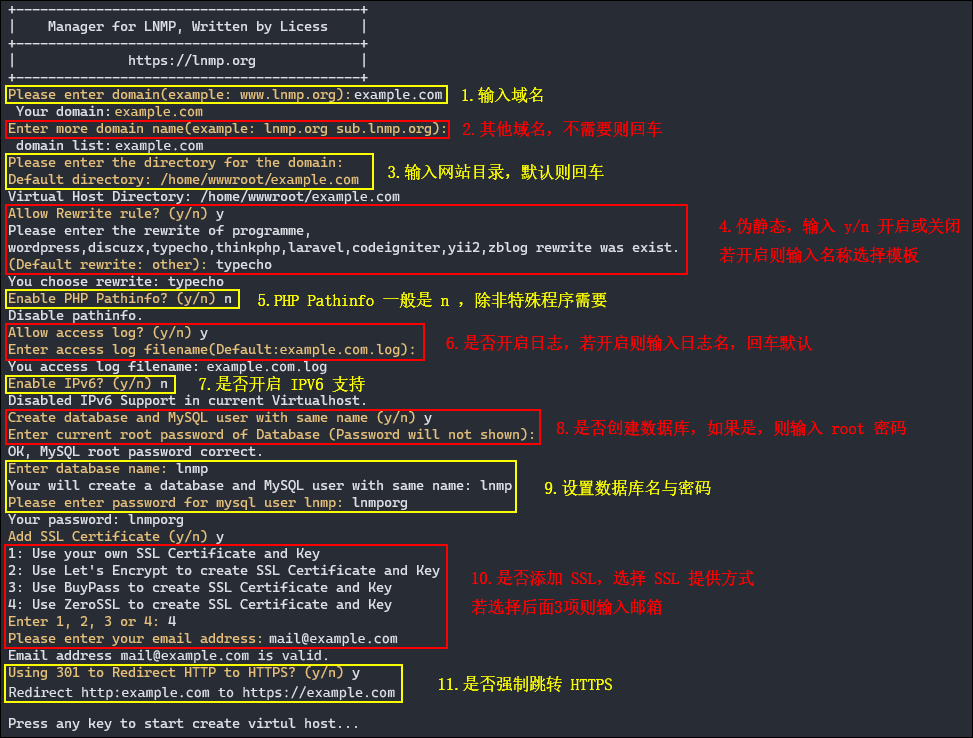 +-------------------------------------------+
|    Manager for LNMP, Written by Licess    |
+-------------------------------------------+
|              https://lnmp.org             |
+-------------------------------------------+
Please enter domain(example: www.lnmp.org):example.com 1.输入域名
Your domain:example.com
Enter more domain name(example: lnmp.org sub.lnmp.org): 2.其他域名，不需要则回车
domain list:example.com
Please enter the directory for the domain:
Default directory: /home/wwwroot/example.com 3.输入网站目录，默认则回车
Virtual Host Directory: /home/wwwroot/example.com
Allow Rewrite rule? (y/n) y
Please enter the rewrite of programme, 4.伪静态，输入 y/n 开启或关闭
wordpress,discuzx,typecho,thinkphp,laravel,codeigniter,yii2,zblog rewrite was exist. 若开启则输入名称选择模板
(Default rewrite: other): typecho
You choose rewrite: typecho
Enable PHP Pathinfo? (y/n) n 5.PHP Pathinfo 一般是 n ，除非特殊程序需要
Disable pathinfo.
Allow access log? (y/n) y
Enter access log filename(Default:example.com.log): 6.是否开启日志，若开启则输入日志名，回车默认
You access log filename: example.com.log
Enable IPv6? (y/n) n 7.是否开启 IPV6 支持
Disabled IPv6 Support in current Virtualhost.
Create database and MySQL user with same name (y/n) y
Enter current root password of Database (Password will not shown): 8.是否创建数据库，如果是，则输入 root 密码
OK, MySQL root password correct.
Enter database name: lnmp
Your will create a database and MySQL user with same name: lnmp 9.设置数据库名与密码
Please enter password for mysql user lnmp: lnmporg
Your password: lnmporg
Add SSL Certificate (y/n) y
1: Use your own SSL Certificate and Key
2: Use Let's Encrypt to create SSL Certificate and Key 10.是否添加 SSL，选择 SSL 提供方式
3: Use BuyPass to create SSL Certificate and Key
4: Use ZeroSSL to create SSL Certificate and Key 若选择后面3项则输入邮箱
Enter 1, 2, 3 or 4: 4
Please enter your email address: mail@example.com
Email address mail@example.com is valid.
Using 301 to Redirect HTTP to HTTPS? (y/n) y 11.是否强制跳转 HTTPS
Redirect http:example.com to https://example.com
Press any key to start create virtul host...